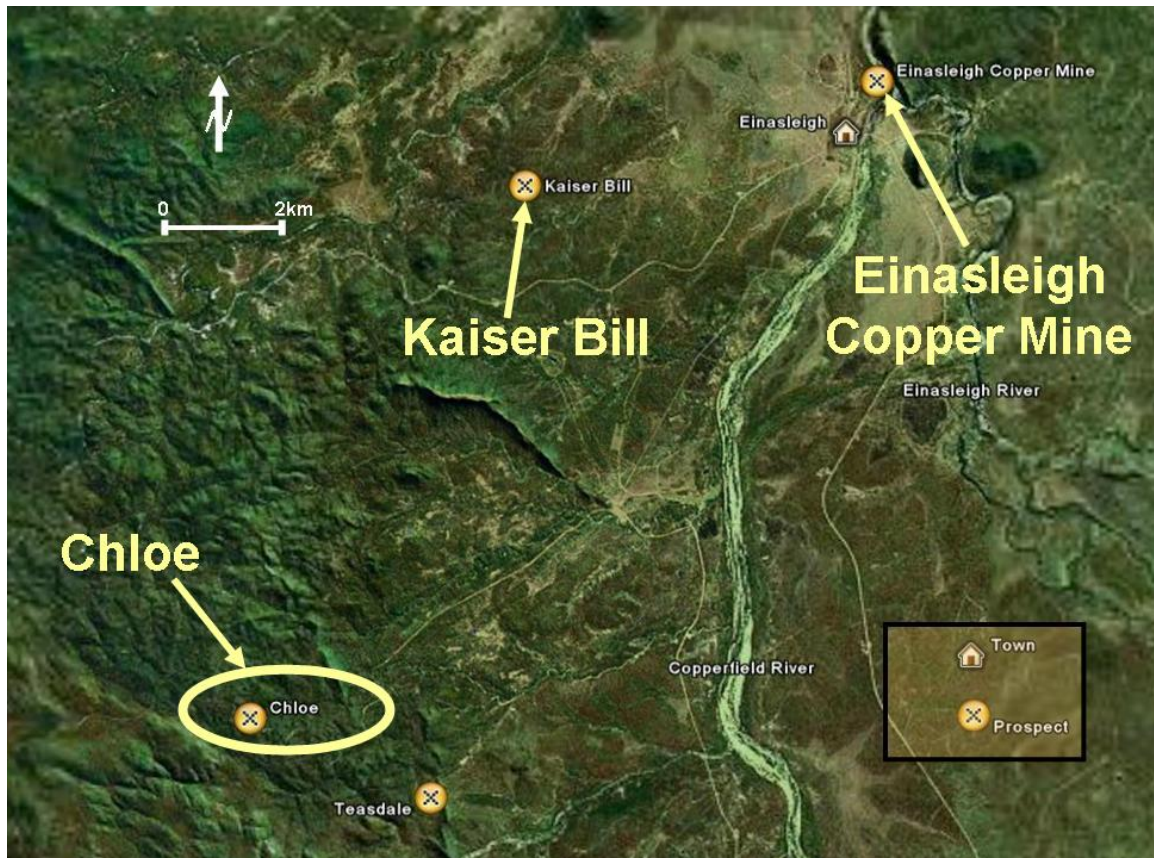 Einasleigh Copper Mine
Einasleigh
N
Kaiser Bill
0 2km
Einasleigh
Copper Mine
Kaiser Bill
Einasleigh River
Chloe
Town
Copperfield River
Chloe
Prospect
Teasdale